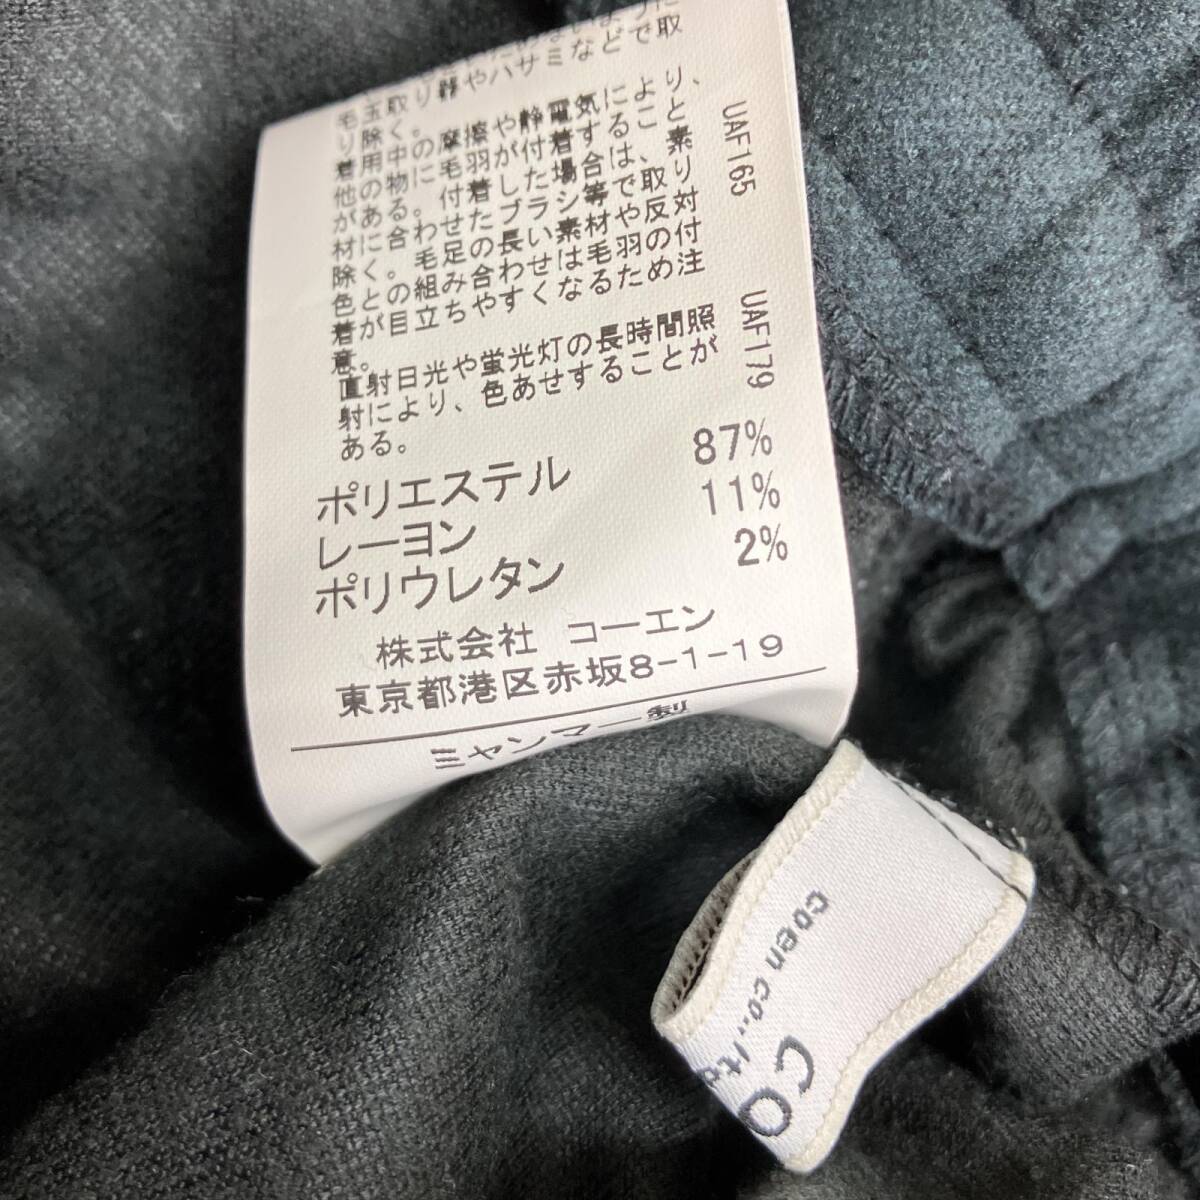 毛玉取り器やハサミなどで取
り除く。
着用中の摩擦や静電気により、
他の物に毛羽が付着すること
がある。付着した場合は、素
材に合わせたブラシ等で取り
除く。毛足の長い素材や反対
色との組み合わせは毛羽の付
着が目立ちやすくなるため注
意。
直射日光や蛍光灯の長時間照
射により、色あせすることが
ある。
UAF165
UAF179
ポリエステル 87%
レーヨン 11%
ポリウレタン 2%
株式会社 コーエン
東京都港区赤坂8-1-19
ミャンマー製
coen co.,ltd
co